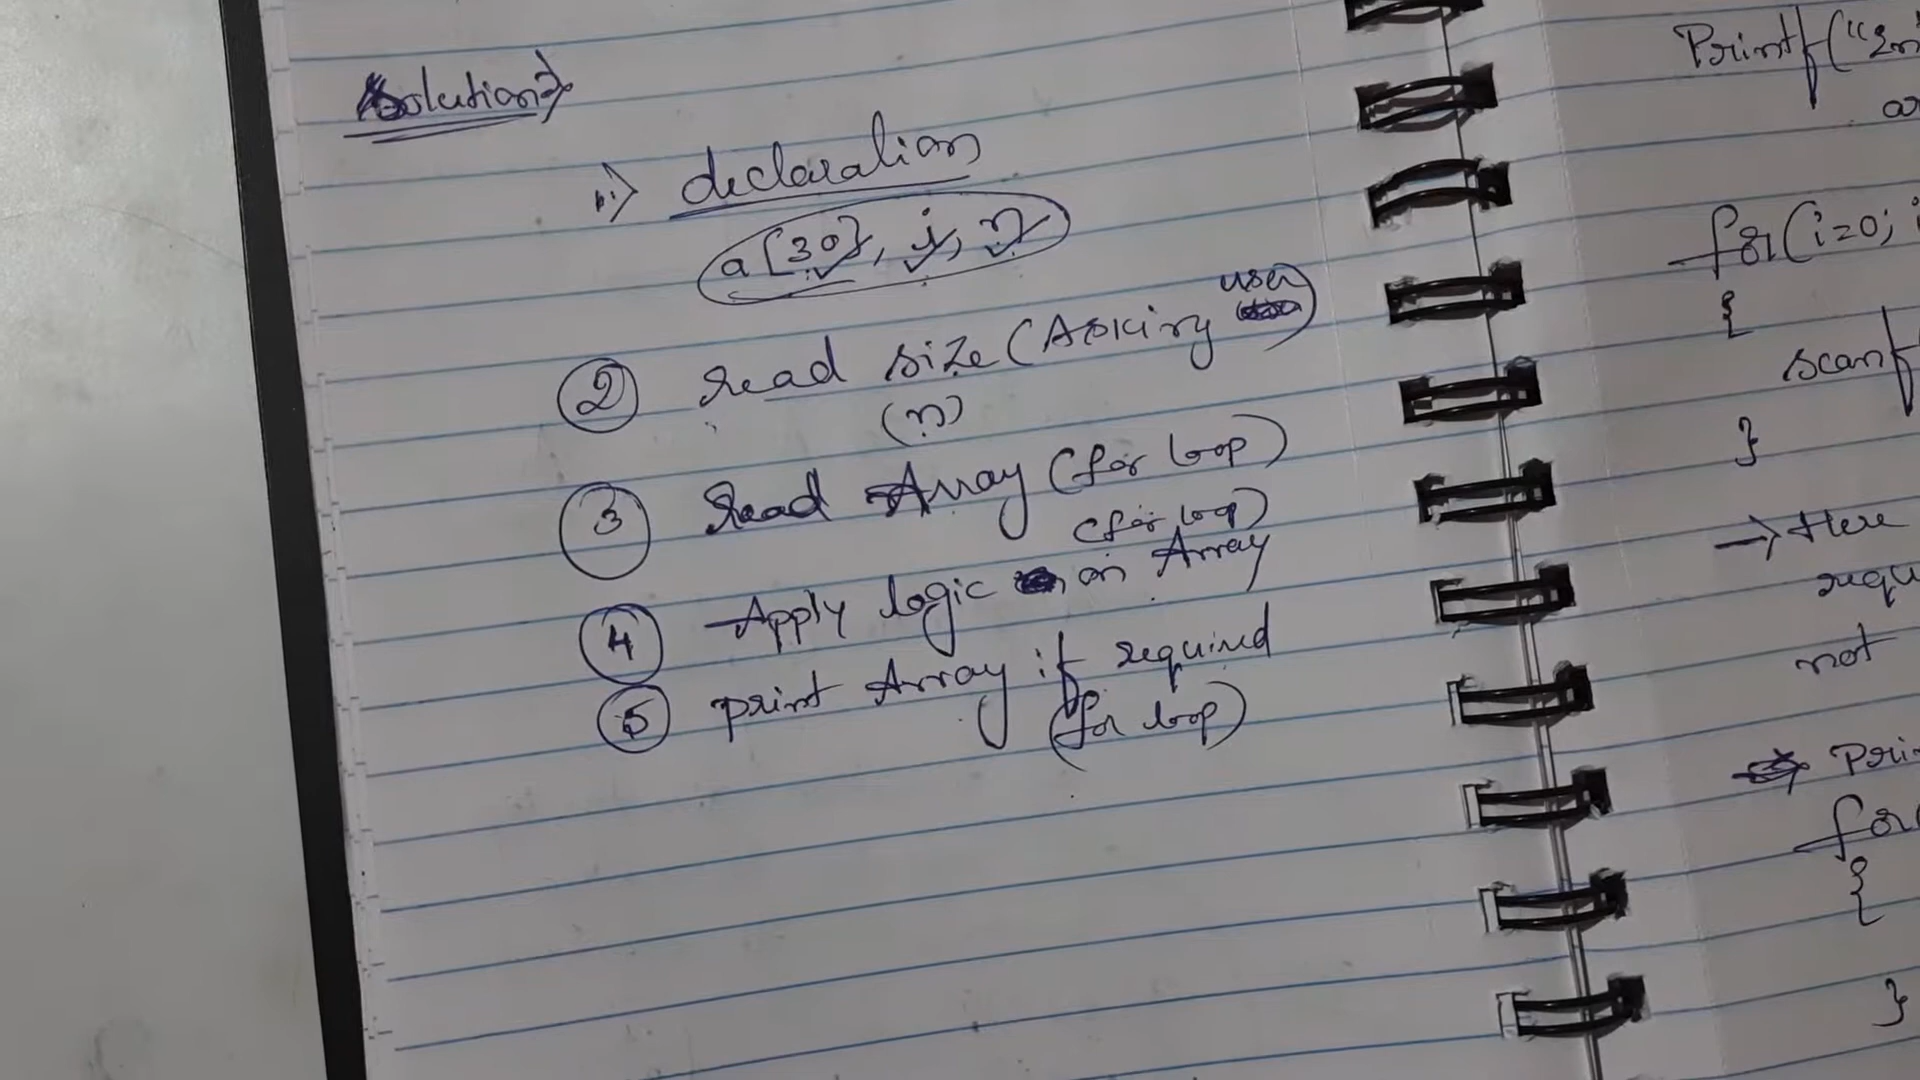 Solution →
1) declaration
a[30], i, n
② read size (Asking user)
(n)
③ Read Array (for loop)
(for loop)
④ Apply logic on Array
⑤ print Array if required
(for loop)
Printf("
for(i=0; i
{
scanf
}
→ Here
not
for(
{
}